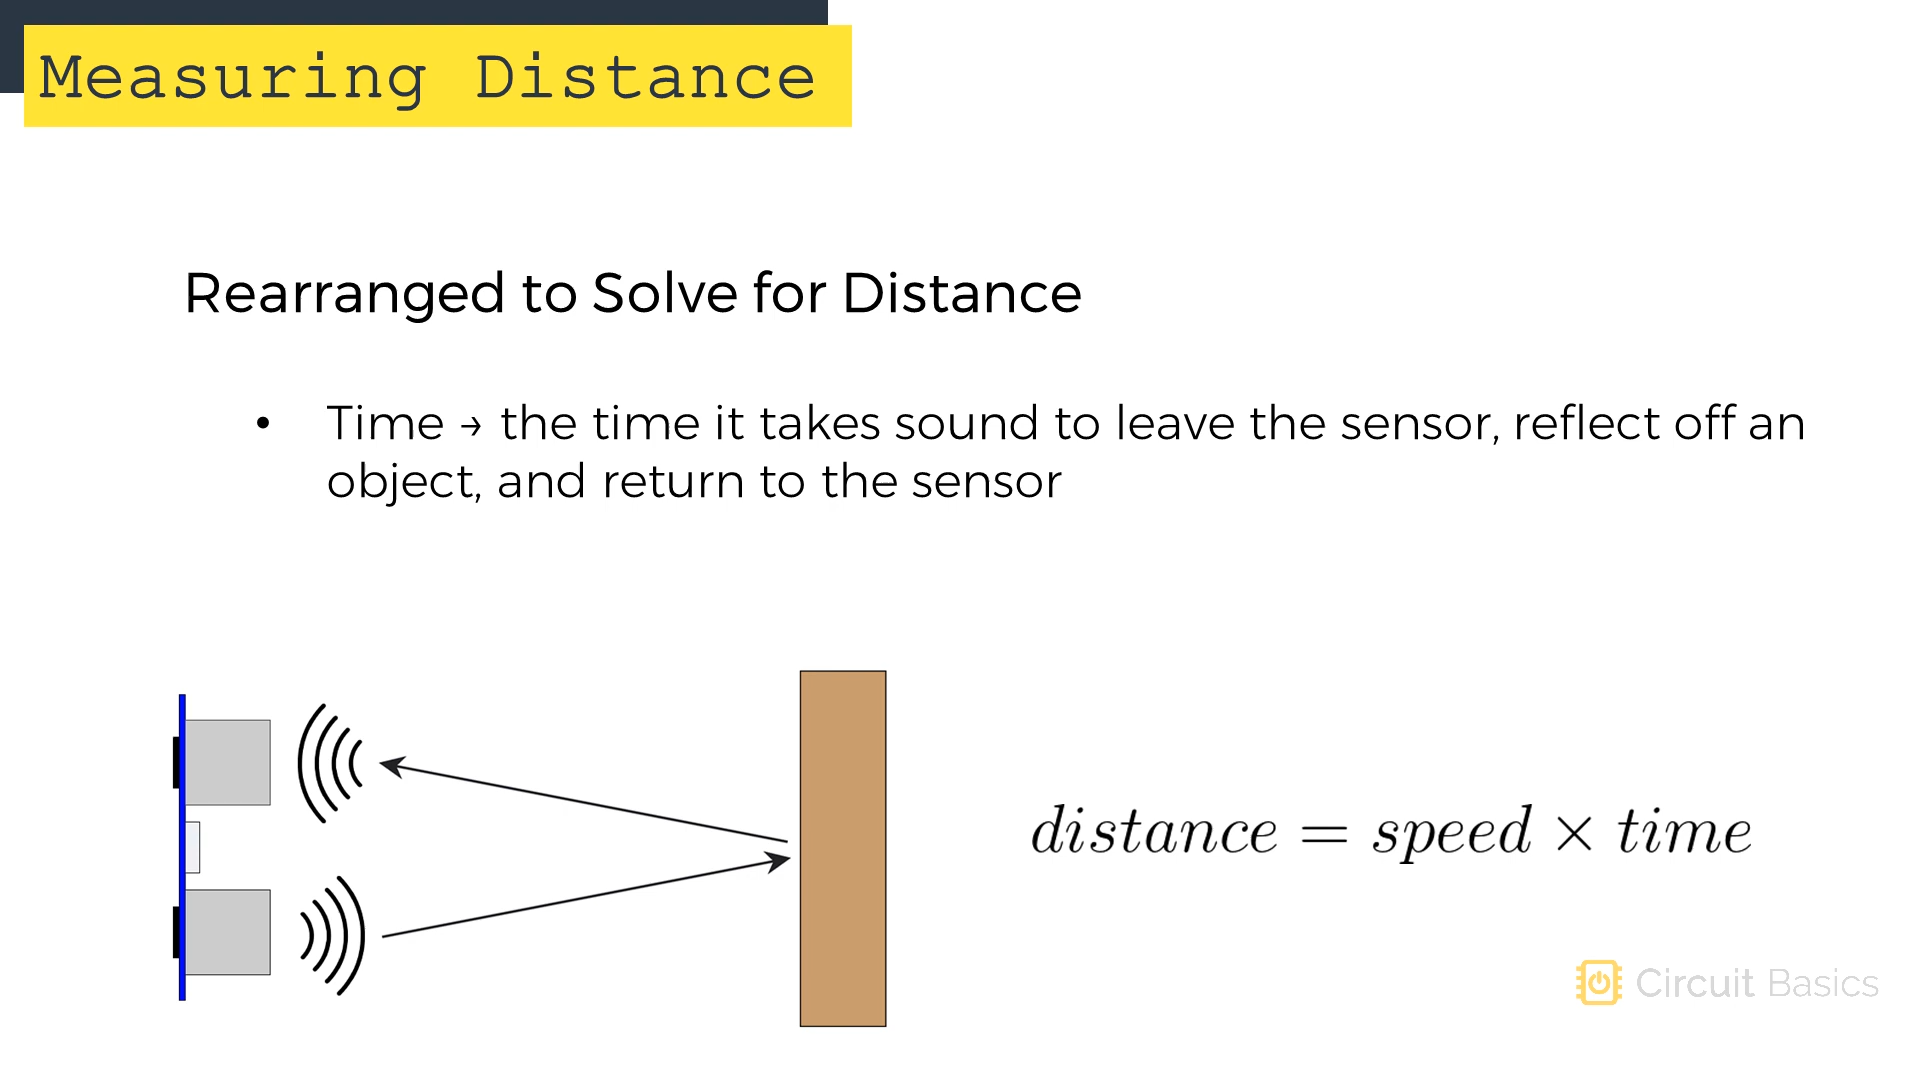 Measuring Distance
Rearranged to Solve for Distance
• Time → the time it takes sound to leave the sensor, reflect off an
object, and return to the sensor
distance = speed × time
Circuit Basics